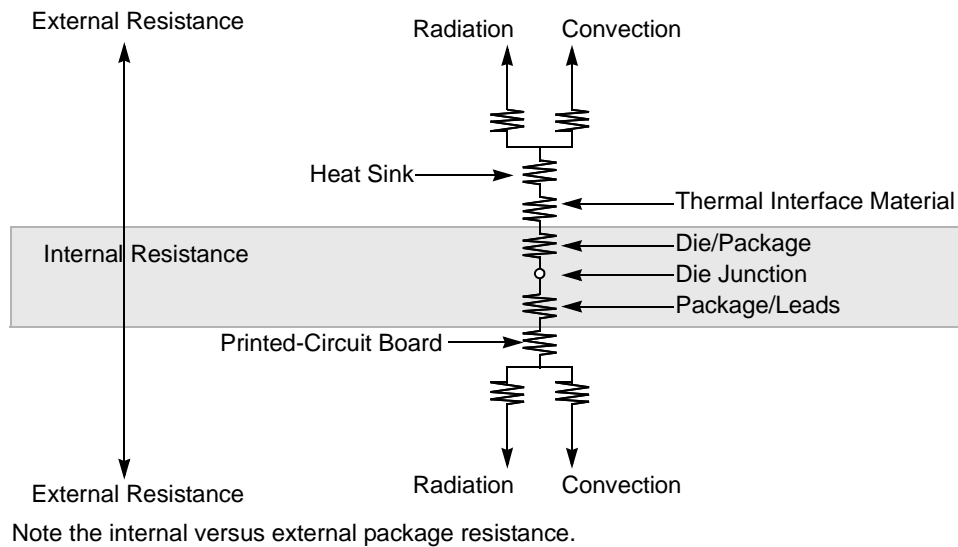 External Resistance
Radiation
Convection
Heat Sink
Thermal Interface Material
Internal Resistance
Die/Package
Die Junction
Package/Leads
Printed-Circuit Board
Radiation
Convection
External Resistance
Note the internal versus external package resistance.